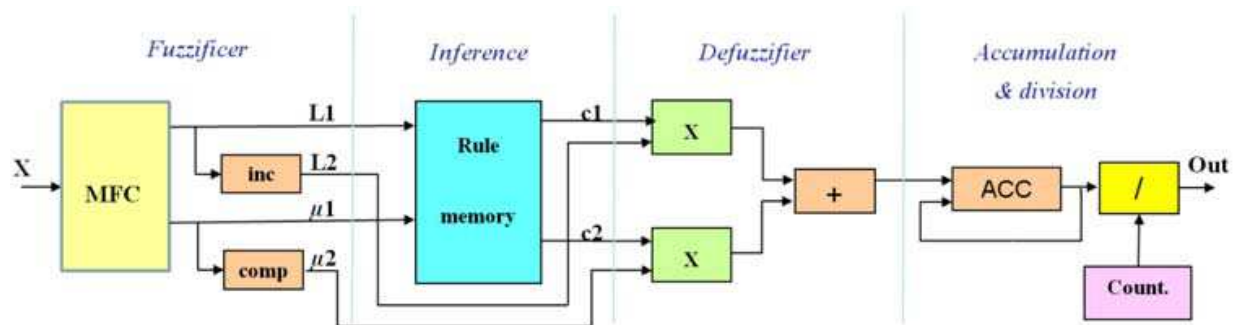 Fuzzificer
Inference
Defuzzifier
Accumulation
& division
X
MFC
L1
inc
L2
μ1
comp
μ2
Rule
memory
c1
X
c2
X
+
ACC
/
Out
Count.